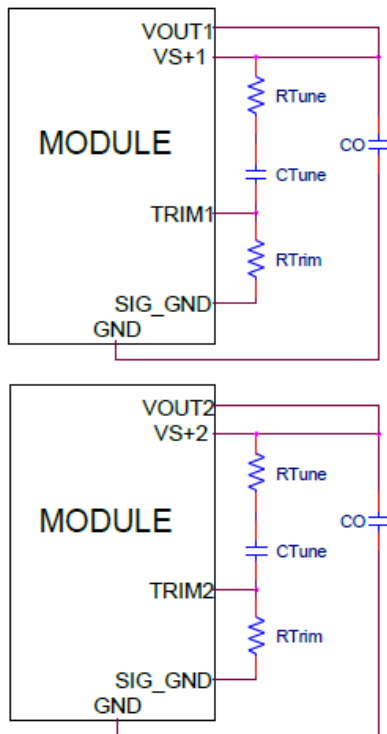 VOUT1
VS+1
RTune
MODULE
CO
CTune
TRIM1
RTrim
SIG_GND
GND
VOUT2
VS+2
RTune
MODULE
CO
CTune
TRIM2
RTrim
SIG_GND
GND